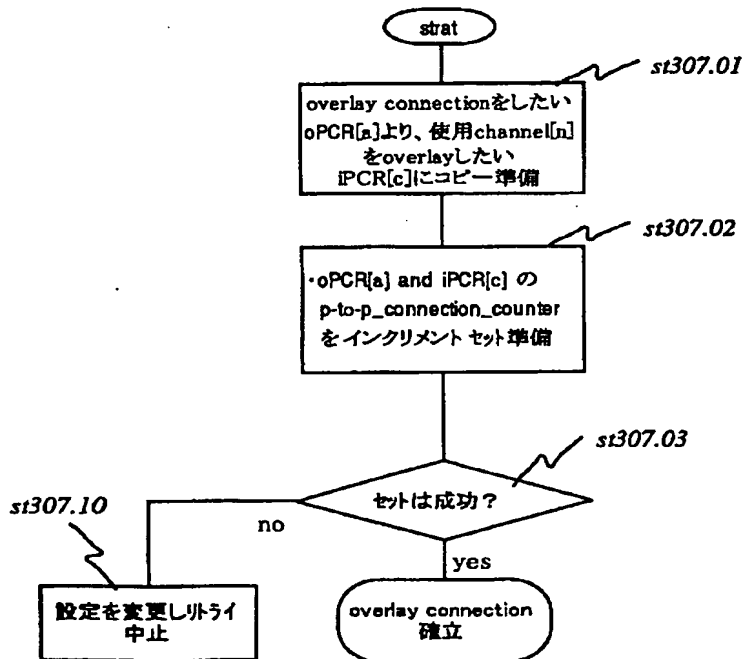 strat
st307.01
overlay connectionをしたい
oPCR[a]より、使用channel[n]
をoverlayしたい
iPCR[c]にコピー準備
st307.02
・oPCR[a] and iPCR[c] の
p-to-p_connection_counter
をインクリメント セット準備
st307.03
セットは成功？
st307.10
no
yes
設定を変更しリトライ
中止
overlay connection
確立